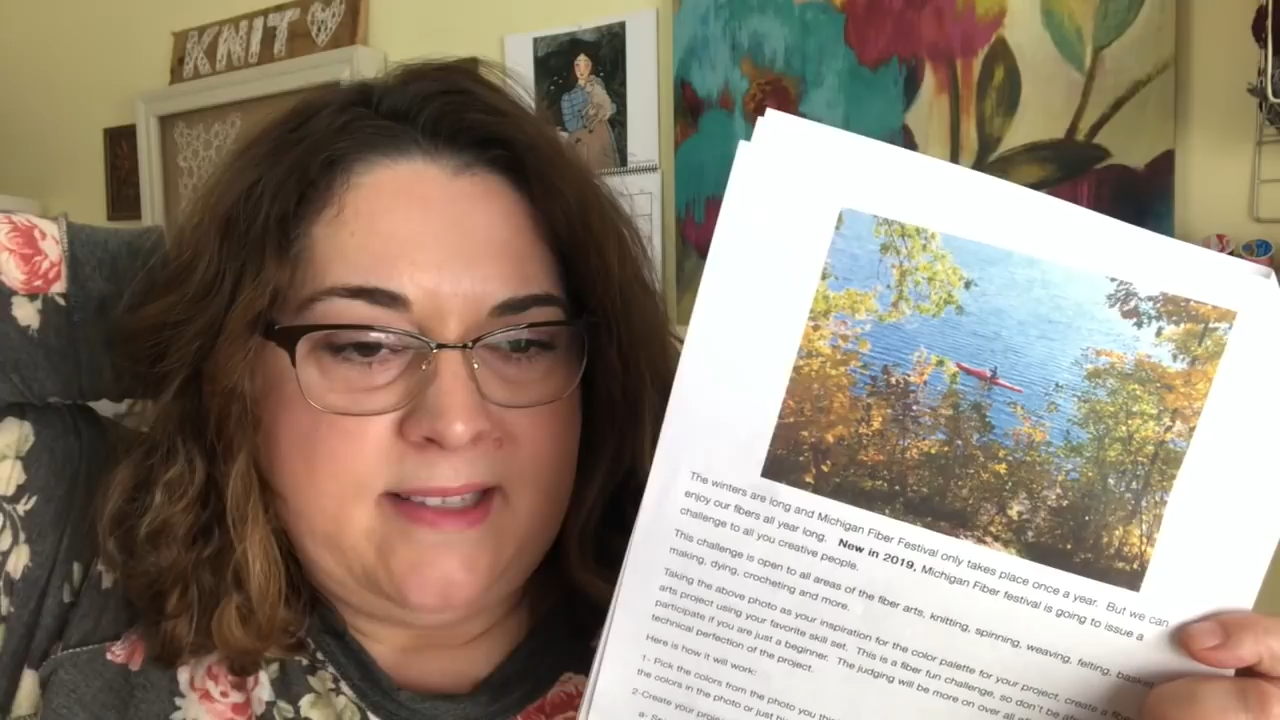 KNIT
The winters are long and Michigan Fiber Festival only takes place once a year. But we can
enjoy our fibers all year long. New in 2019, Michigan Fiber festival is going to issue a
challenge to all you creative people.
This challenge is open to all areas of the fiber arts, knitting, spinning, weaving, felting, basket
making, dying, crocheting and more.
Taking the above photo as your inspiration for the color palette for your project, create a
arts project using your favorite skill set. This is a fiber fun challenge, so don't be
participate if you are just a beginner. The judging will be more on over all
technical perfection of the project.
Here is how it will work:
1- Pick the colors from the photo you
the colors in the photo or just
2-Create your
a-